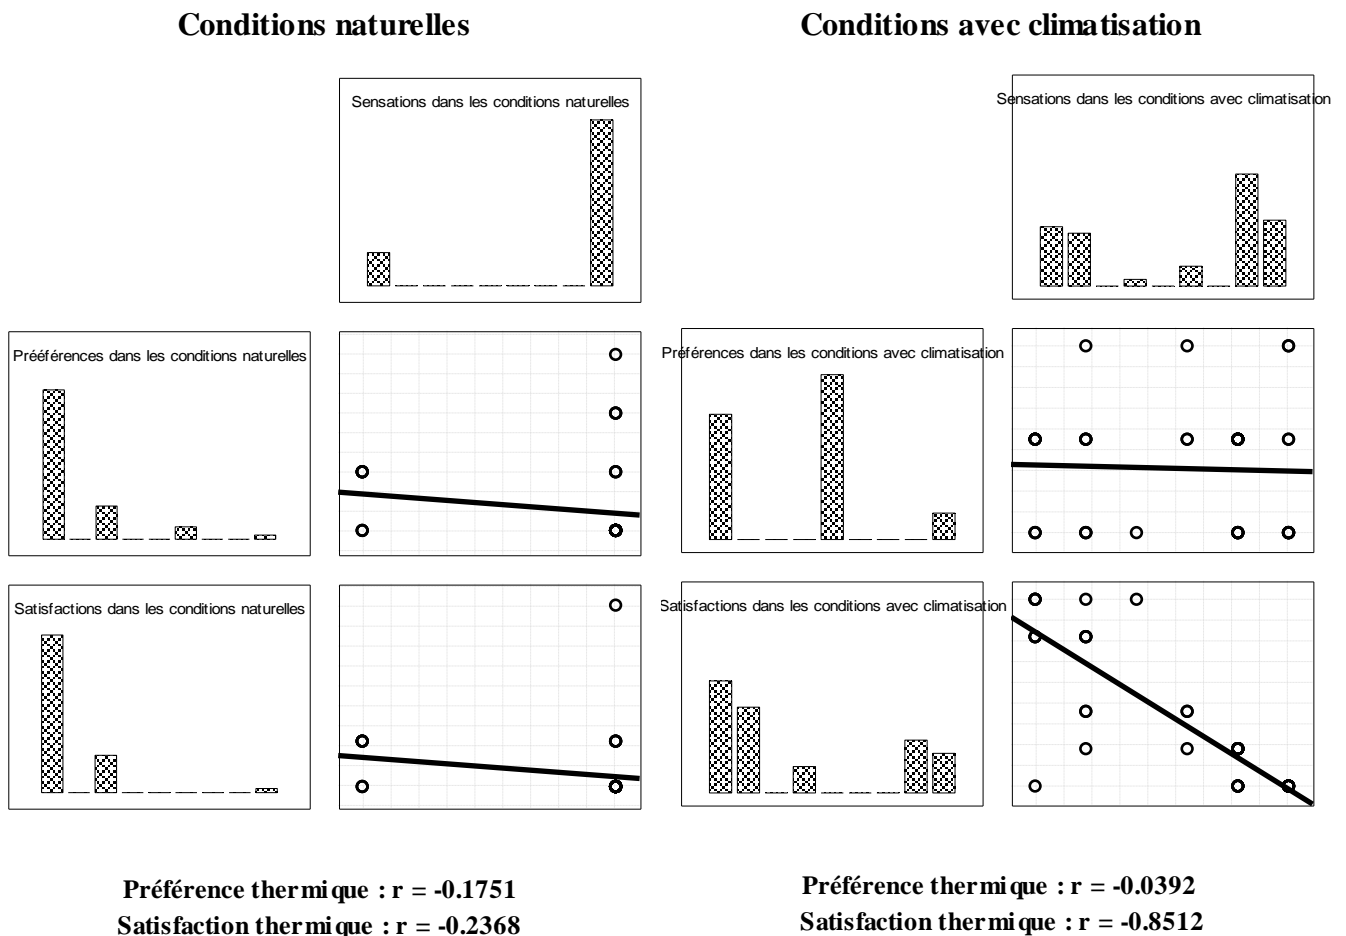 Conditions naturelles
Conditions avec climatisation
Sensations dans les conditions naturelles
Sensations dans les conditions avec climatisation
Prééférences dans les conditions naturelles
Préférences dans les conditions avec climatisation
Satisfactions dans les conditions naturelles
Satisfactions dans les conditions avec climatisation
Préférence thermique : r = -0.1751
Satisfaction thermique : r = -0.2368
Préférence thermique : r = -0.0392
Satisfaction thermique : r = -0.8512